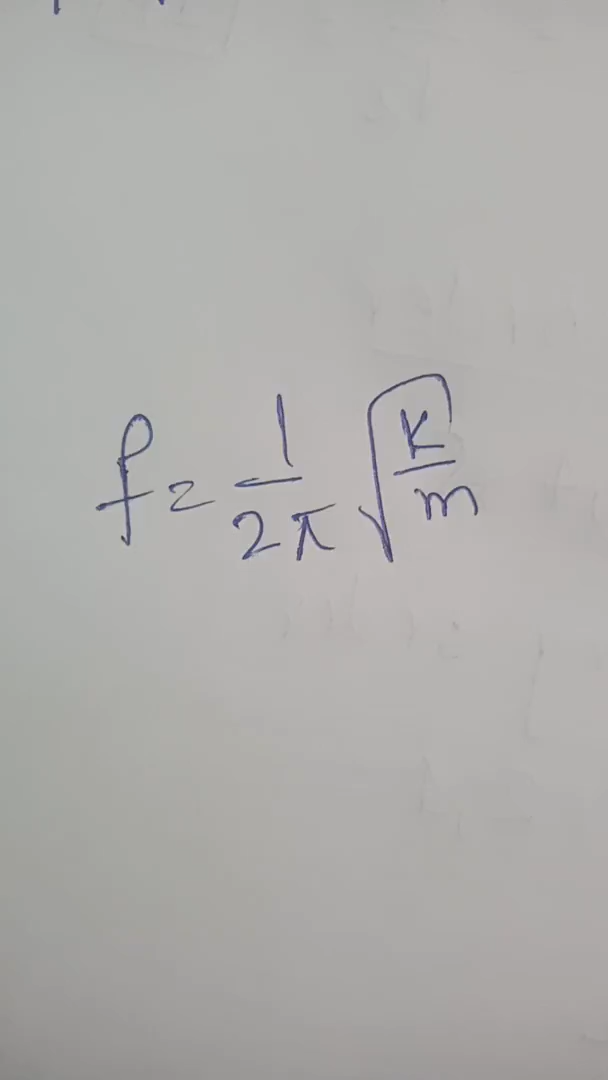 f = 1/2π √(K/m)